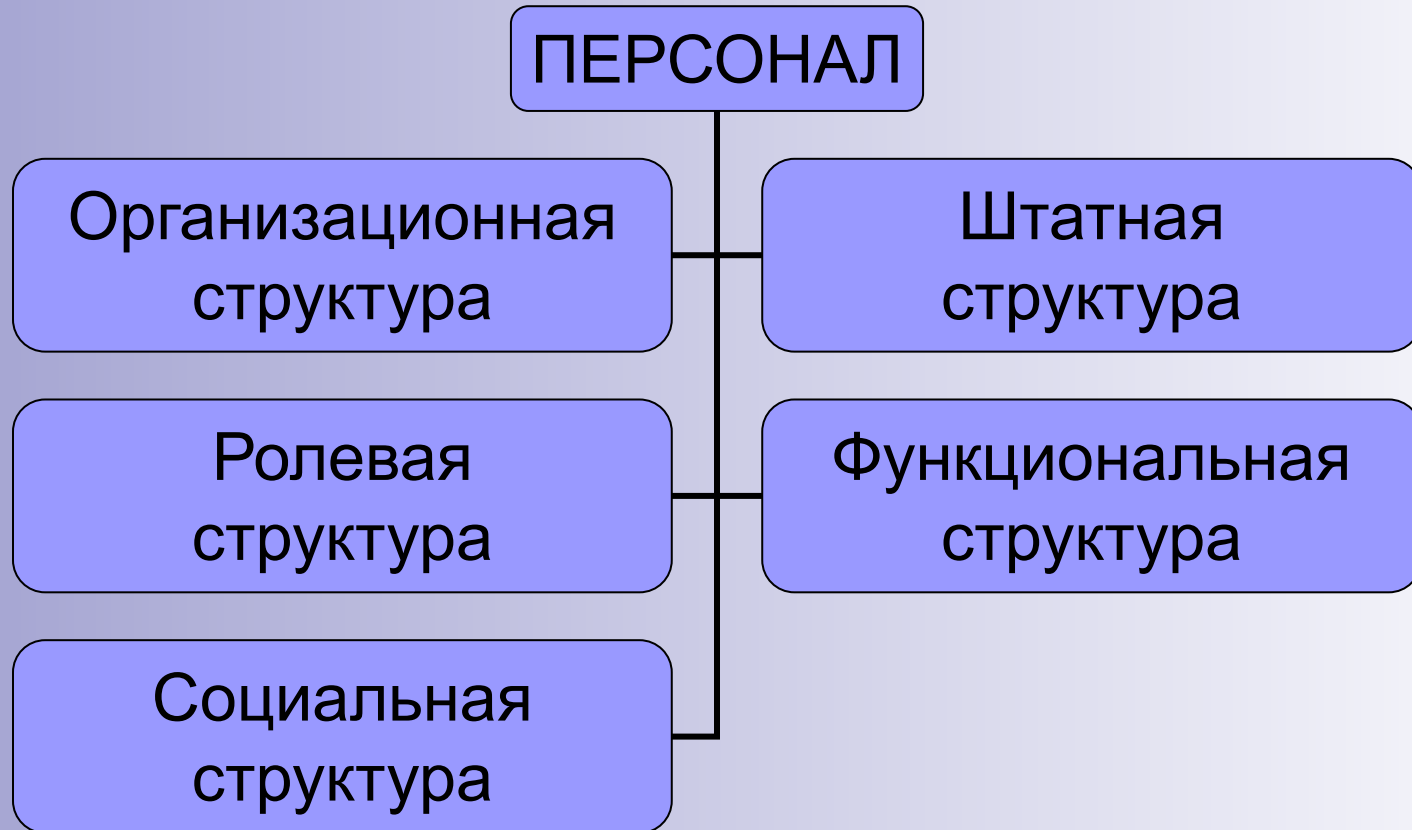 ПЕРСОНАЛ
Организационная
структура
Штатная
структура
Ролевая
структура
Функциональная
структура
Социальная
структура